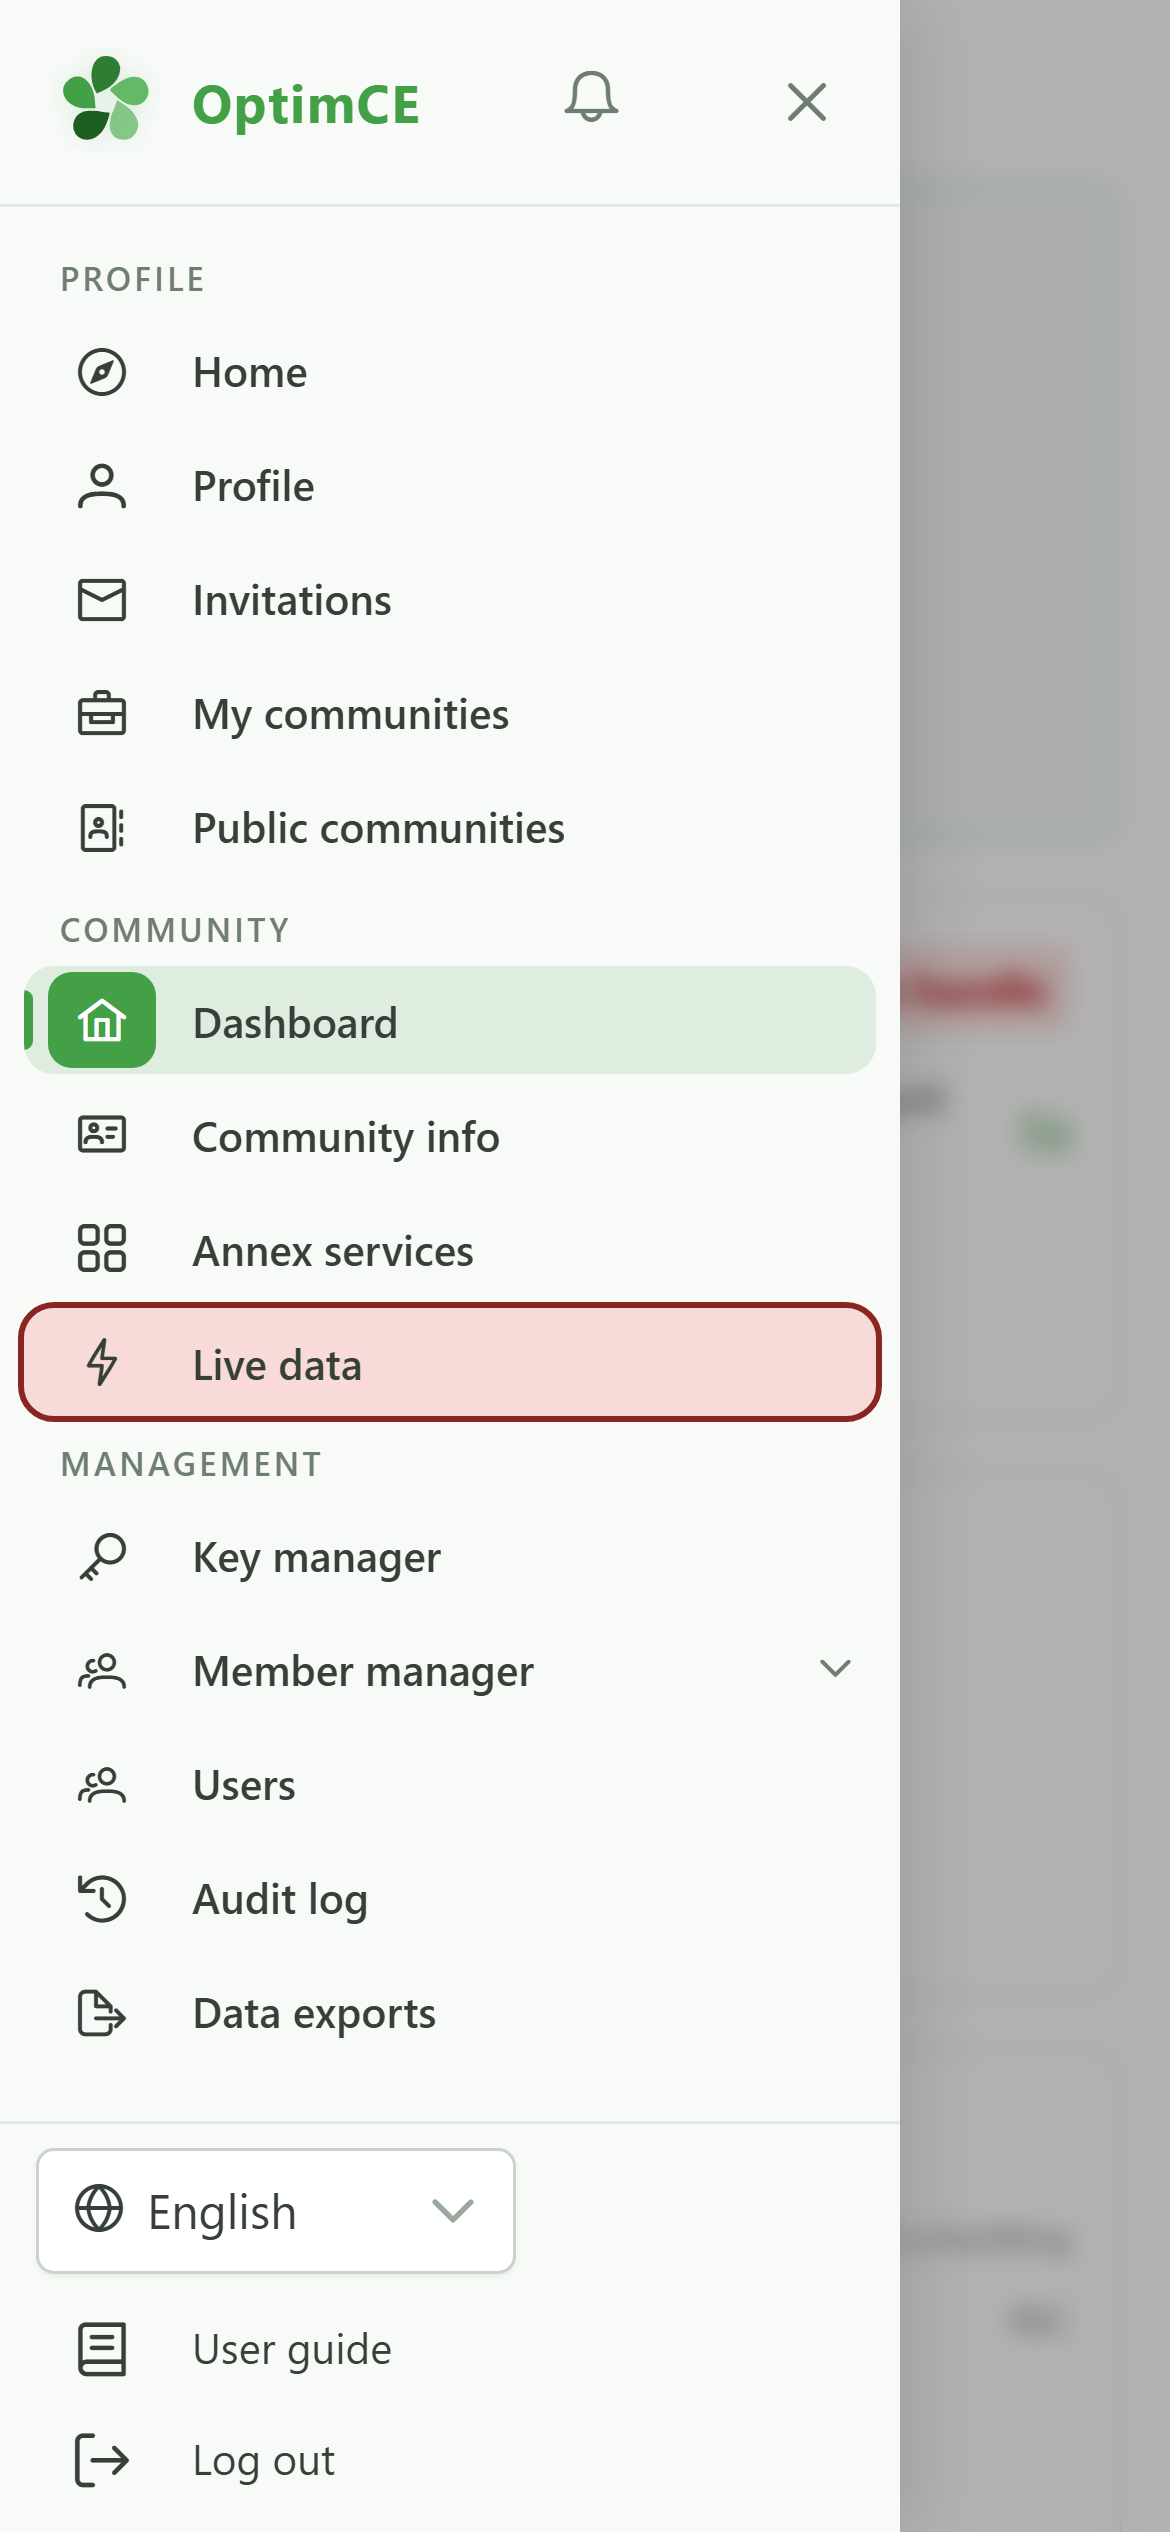 OptimCE
PROFILE
Home
Profile
Invitations
My communities
Public communities
COMMUNITY
Dashboard
Community info
Annex services
Live data
MANAGEMENT
Key manager
Member manager
Users
Audit log
Data exports
English
User guide
Log out